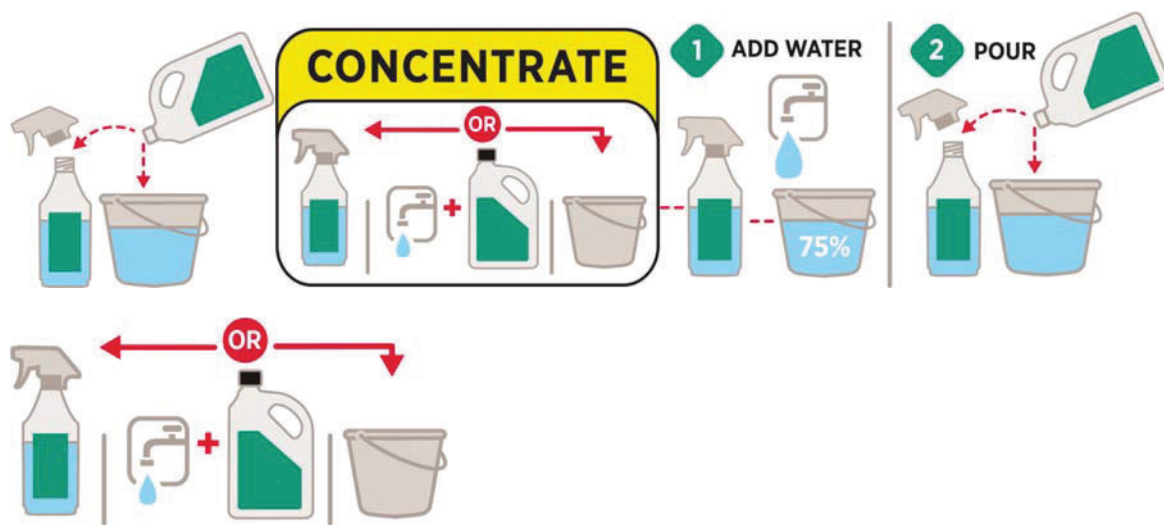 CONCENTRATE
OR
1 ADD WATER
75%
2 POUR
OR